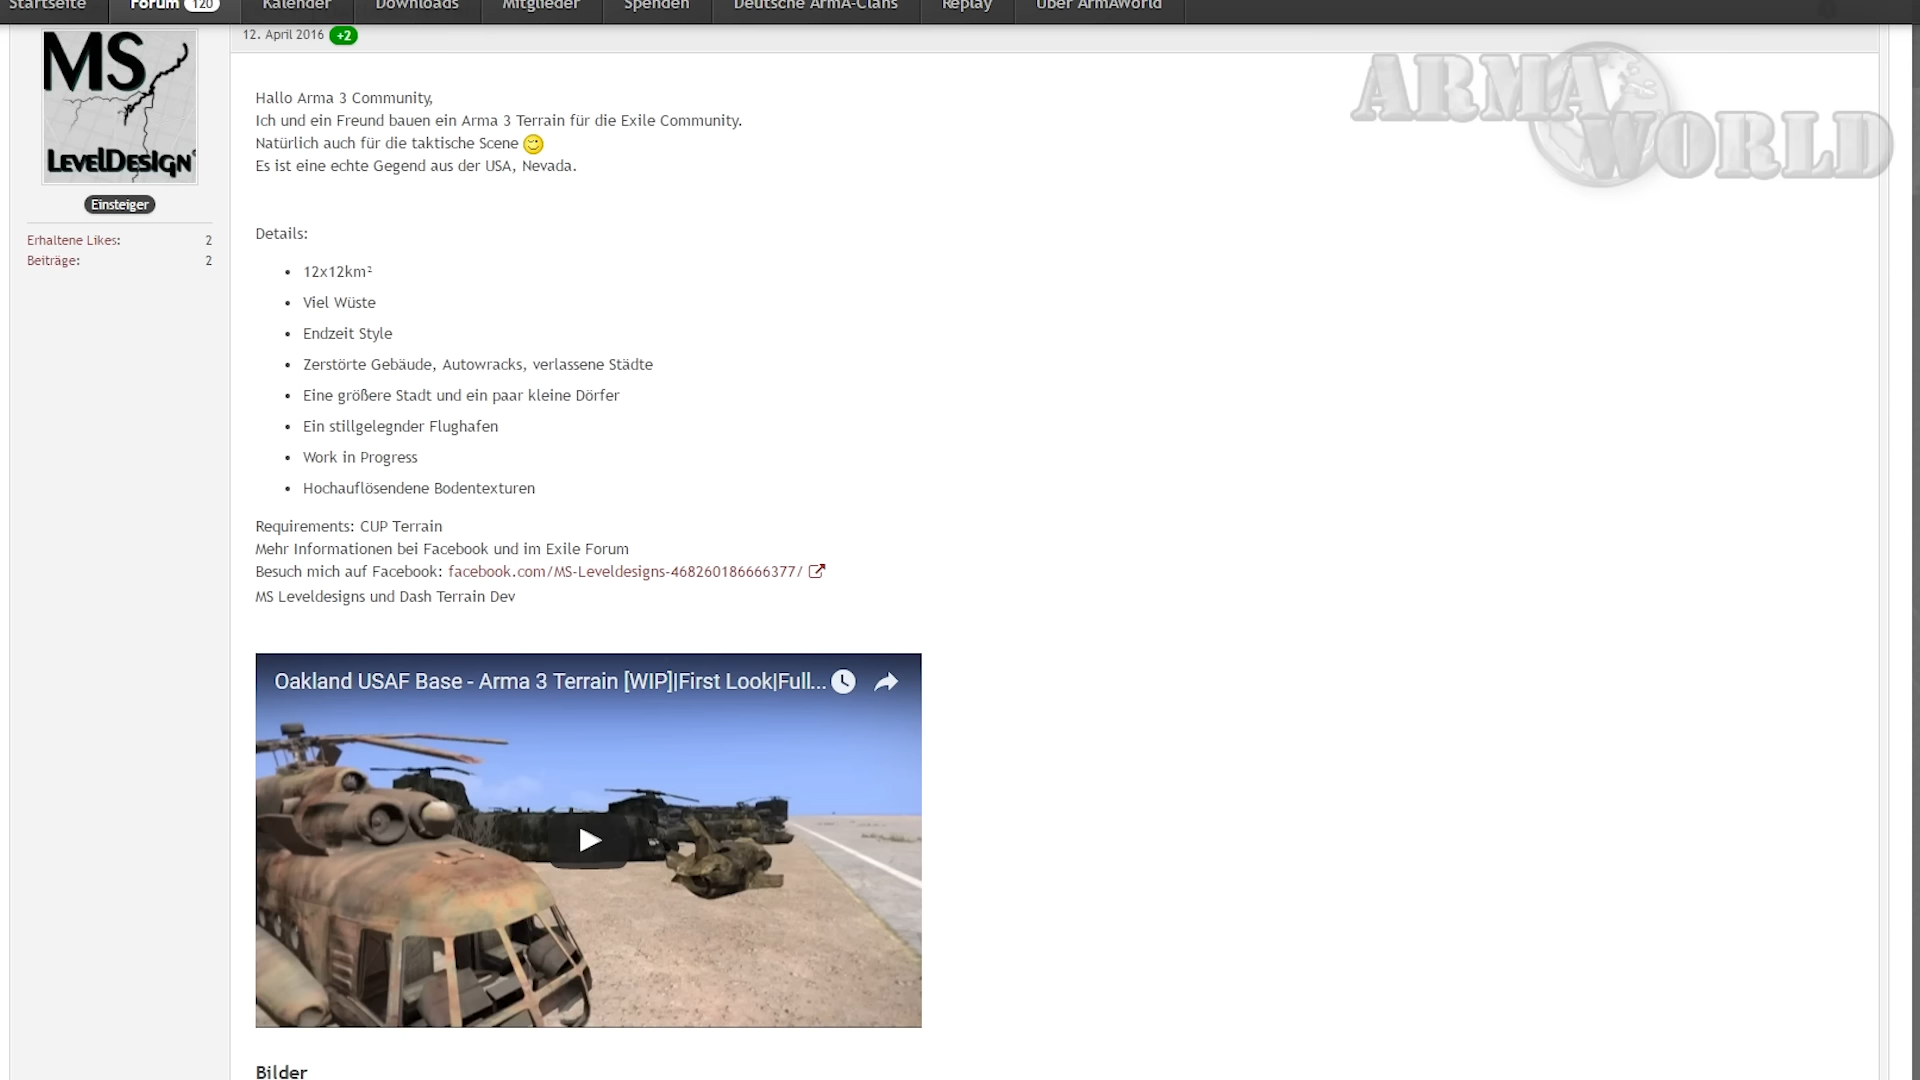 Startseite Forum 120 Kalender Downloads Mitglieder Spenden Deutsche ArmA-Clans Replay Über ArmAWorld
MS
LEVELDESIGN
Einsteiger
Erhaltene Likes: 2
Beiträge: 2
12. April 2016 +2
ARMA
WORLD
Hallo Arma 3 Community,
Ich und ein Freund bauen ein Arma 3 Terrain für die Exile Community.
Natürlich auch für die taktische Scene
Es ist eine echte Gegend aus der USA, Nevada.
Details:
• 12x12km²
• Viel Wüste
• Endzeit Style
• Zerstörte Gebäude, Autowracks, verlassene Städte
• Eine größere Stadt und ein paar kleine Dörfer
• Ein stillgelegnder Flughafen
• Work in Progress
• Hochauflösendene Bodentexturen
Requirements: CUP Terrain
Mehr Informationen bei Facebook und im Exile Forum
Besuch mich auf Facebook: facebook.com/MS-Leveldesigns-468260186666377/
MS Leveldesigns und Dash Terrain Dev
Oakland USAF Base - Arma 3 Terrain [WIP]|First Look|Full...
Bilder